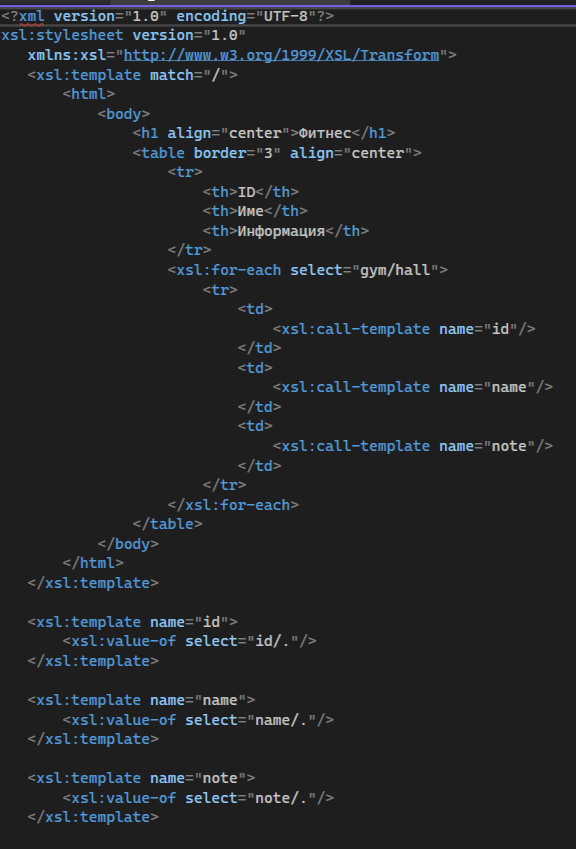 <?xml version="1.0" encoding="UTF-8"?>
xsl:stylesheet version="1.0"
xmlns:xsl="http://www.w3.org/1999/XSL/Transform">
<xsl:template match="/">
<html>
<body>
<h1 align="center">Фитнес</h1>
<table border="3" align="center">
<tr>
<th>ID</th>
<th>Име</th>
<th>Информация</th>
</tr>
<xsl:for-each select="gym/hall">
<tr>
<td>
<xsl:call-template name="id"/>
</td>
<td>
<xsl:call-template name="name"/>
</td>
<td>
<xsl:call-template name="note"/>
</td>
</tr>
</xsl:for-each>
</table>
</body>
</html>
</xsl:template>
<xsl:template name="id">
<xsl:value-of select="id/."/>
</xsl:template>
<xsl:template name="name">
<xsl:value-of select="name/."/>
</xsl:template>
<xsl:template name="note">
<xsl:value-of select="note/."/>
</xsl:template>